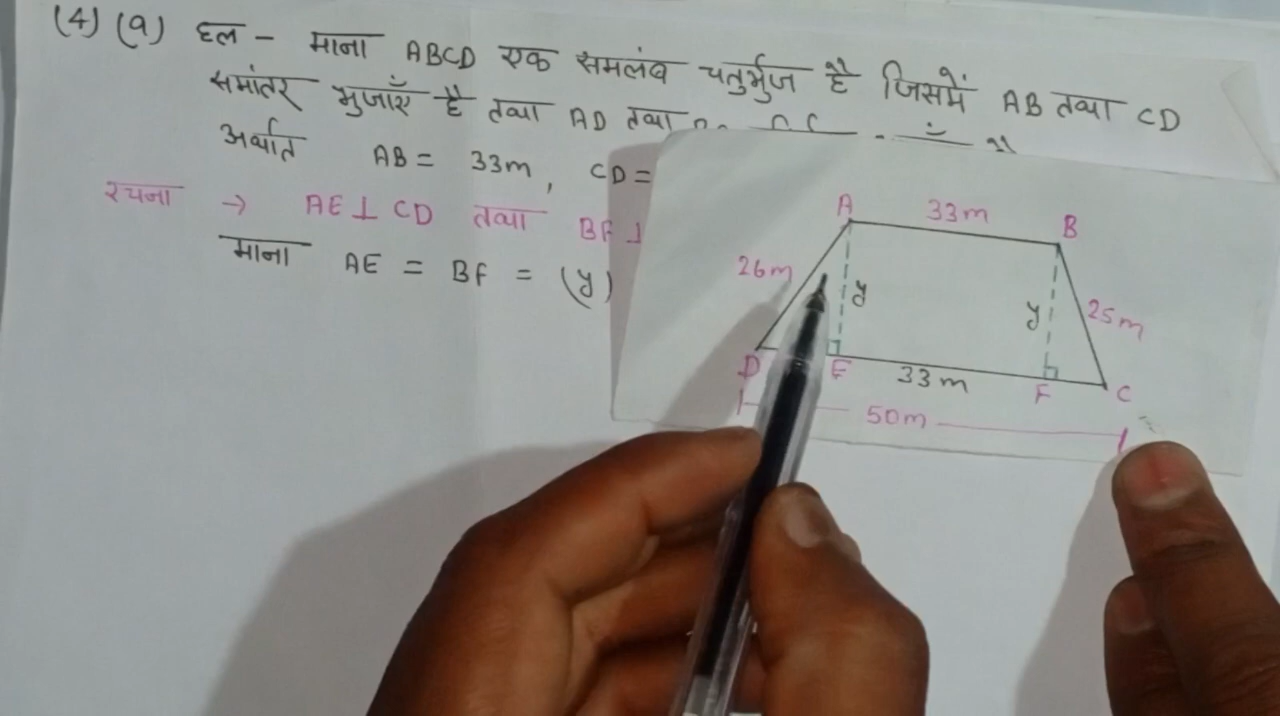 (4) (a) हल - माना ABCD एक समलंब चतुर्भुज है जिसमें AB तथा CD
समांतर भुजाएँ है तथा AD तथा
अर्थात AB = 33m, CD=
रचना → AE⊥ CD तथा BF ⊥
माना AE = BF = (y)
A 33m B
26m y y 25m
D E 33m F C
50m